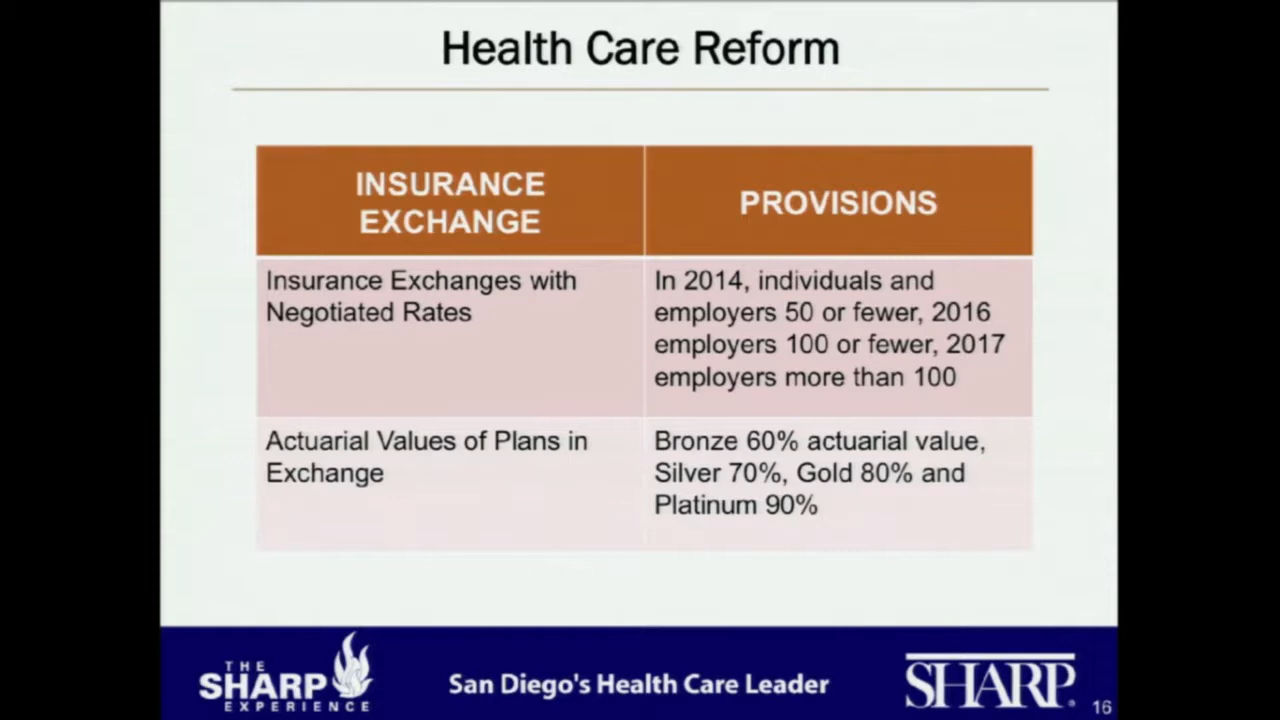 Health Care Reform
INSURANCE
EXCHANGE
PROVISIONS
Insurance Exchanges with
Negotiated Rates
In 2014, individuals and
employers 50 or fewer, 2016
employers 100 or fewer, 2017
employers more than 100
Actuarial Values of Plans in
Exchange
Bronze 60% actuarial value,
Silver 70%, Gold 80% and
Platinum 90%
THE
SHARP
EXPERIENCE
San Diego's Health Care Leader
SHARP®
16